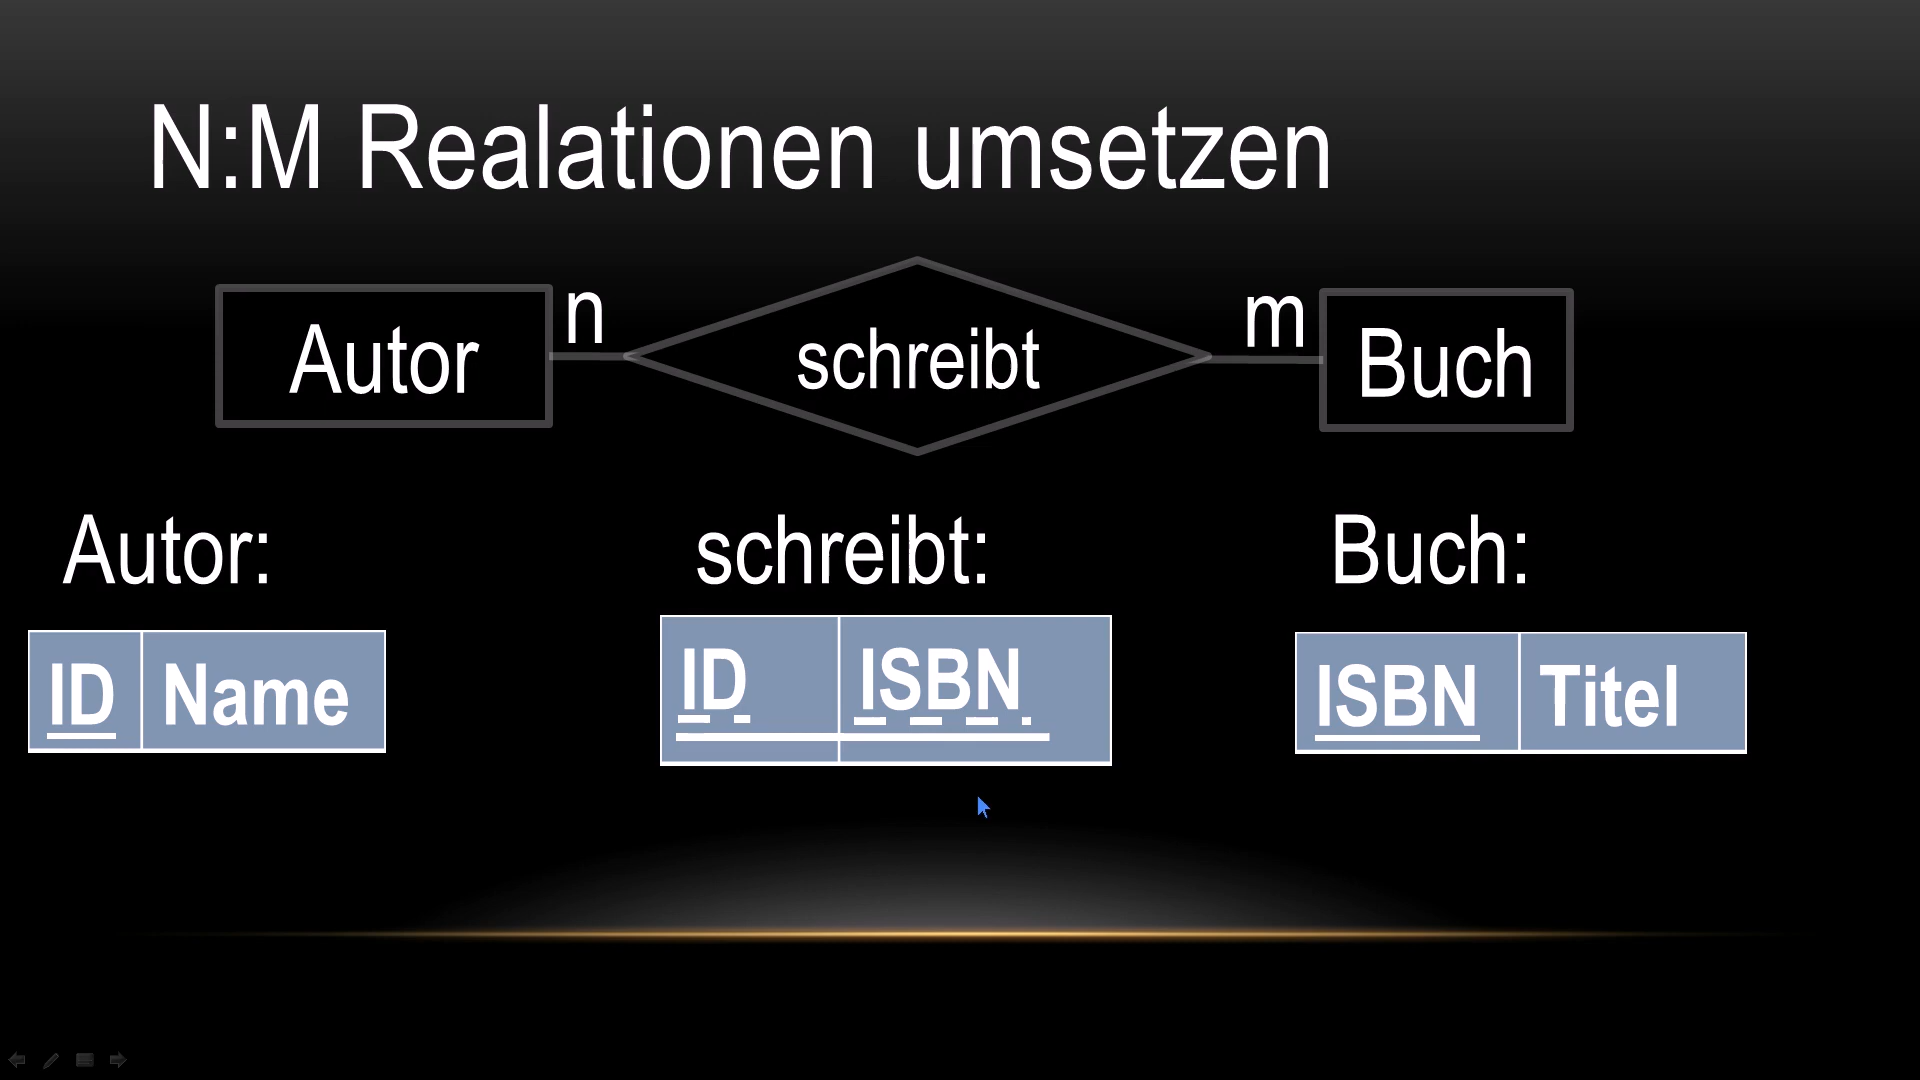 N:M Realationen umsetzen
Autor n schreibt m Buch
Autor: schreibt: Buch:
ID Name ID ISBN ISBN Titel